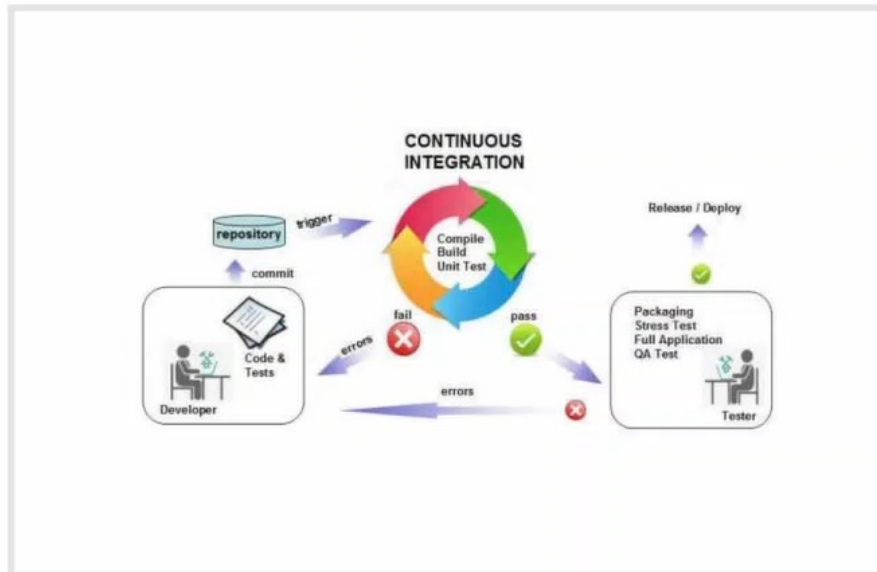 CONTINUOUS
INTEGRATION
repository
trigger
Compile
Build
Unit Test
Release / Deploy
commit
fail
pass
errors
Code &
Tests
Developer
errors
Packaging
Stress Test
Full Application
QA Test
Tester